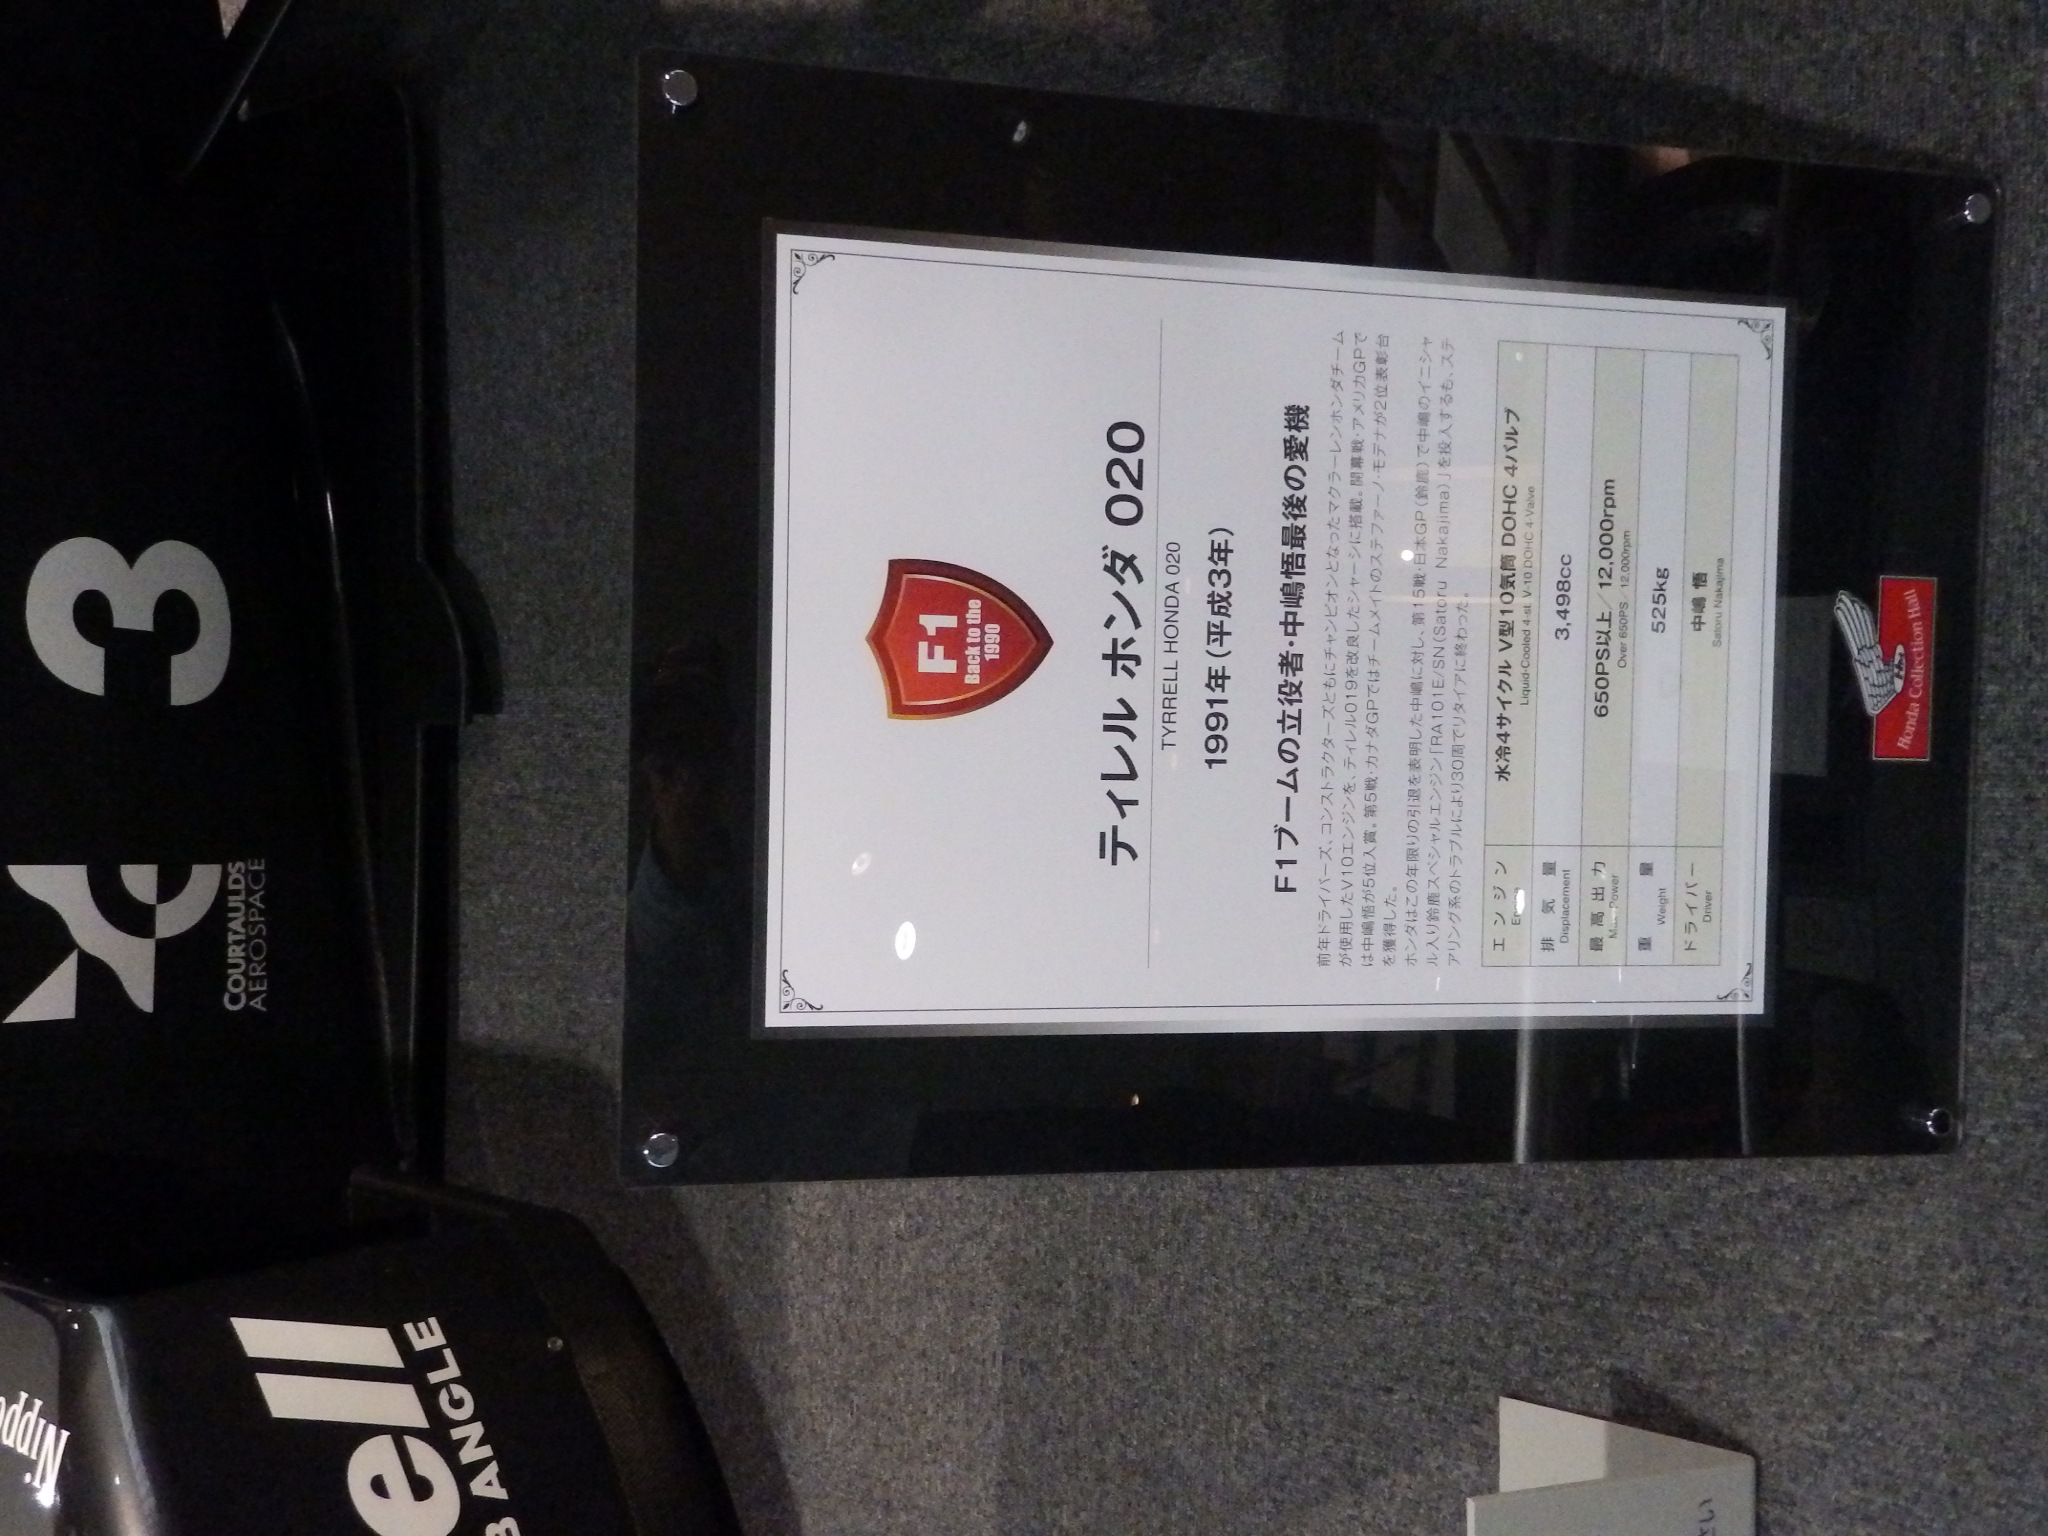 F1
Back to the
1990
ティレル ホンダ 020
TYRRELL HONDA 020
1991年(平成3年)
F1ブームの立役者・中嶋悟最後の愛機
前年ドライバーズ、コンストラクターズともにチャンピオンとなったマクラーレンホンダチーム
が使用したV10エンジンを、ティレル019を改良したシャーシに搭載。開幕戦・アメリカGPで
は中嶋悟が5位入賞。第5戦・カナダGPではチームメイトのステファーノ・モデナが2位表彰台
を獲得した。
ホンダはこの年限りの引退を表明した中嶋に対し、第15戦・日本GP(鈴鹿)で中嶋のイニシャ
ル入り鈴鹿スペシャルエンジン「RA101E/SN(Satoru Nakajima)」を投入するも、ステ
アリング系のトラブルにより30周でリタイアに終わった。
エンジン 水冷4サイクル V型 10気筒 DOHC 4バルブ
Liquid-Cooled 4-st. V-10 DOHC 4-Valve
排気量 3,498cc
Displacement
最高出力 650PS以上/12,000rpm
Power Over 650PS/12,000rpm
重量 525kg
Weight
ドライバー 中嶋 悟
Driver Satoru Nakajima
Honda Collection Hall
3
COURTAULDS
AEROSPACE
ell
ANGLE
Nippo